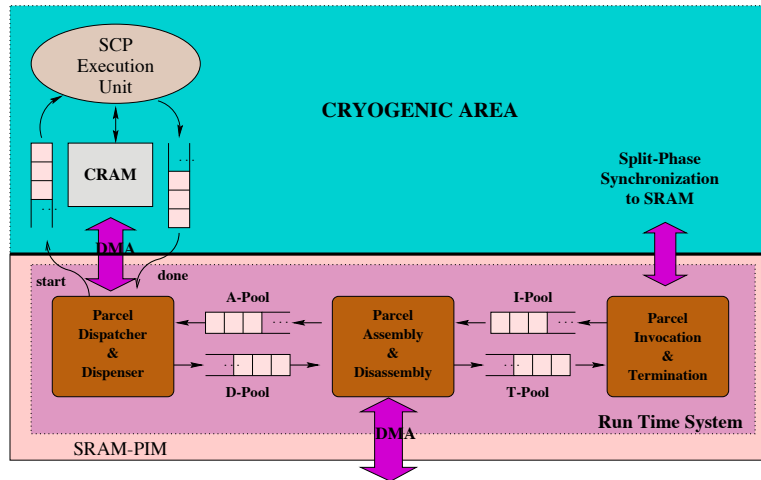 SCP
Execution
Unit
CRYOGENIC AREA
. . .
CRAM
. . .
Split-Phase
Synchronization
to SRAM
DMA
start
done
A-Pool
I-Pool
Parcel
Dispatcher
&
Dispenser
. . .
Parcel
Assembly
&
Disassembly
. . .
Parcel
Invocation
&
Termination
. . .
. . .
D-Pool
T-Pool
Run Time System
DMA
SRAM-PIM